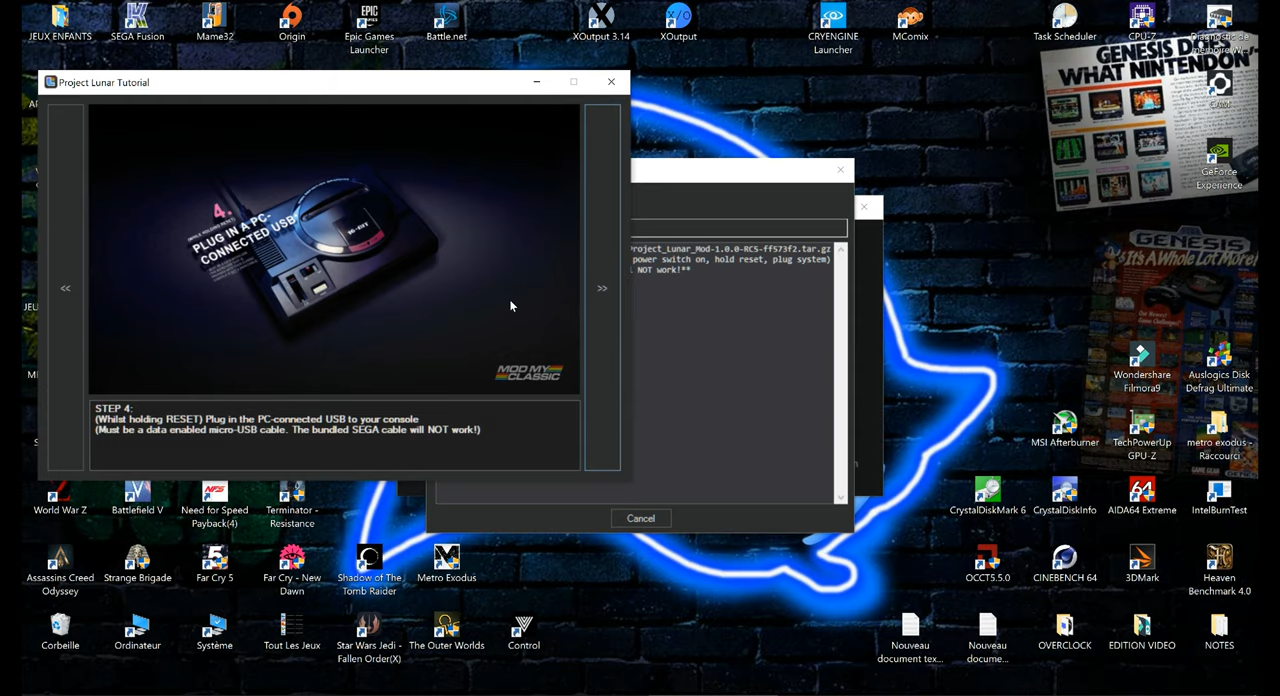 JEUX ENFANTS
SEGA Fusion
Mame32
Origin
Epic Games
Launcher
Battle.net
XOutput 3.14
XOutput
CRYENGINE
Launcher
MComix
Task Scheduler
CPU-Z
Diagnostic de
GENESIS
WHAT NINTENDON'
GeForce
Experience
Project Lunar Tutorial
4.
(WHILE HOLDING RESET)
PLUG IN A PC-
CONNECTED USB
16-BIT
MOD MY
CLASSIC
<<
>>
STEP 4:
(Whilst holding RESET) Plug in the PC-connected USB to your console
(Must be a data enabled micro-USB cable. The bundled SEGA cable will NOT work!)
Project_Lunar_Mod-1.0.0-RC5-ff573f2.tar.gz
power switch on, hold reset, plug system)
NOT work!**
Cancel
GENESIS
It's A Whole Lot More!
Wondershare
Filmora9
Auslogics Disk
Defrag Ultimate
MSI Afterburner
TechPowerUp
GPU-Z
metro exodus -
Raccourci
World War Z
Battlefield V
Need for Speed
Payback(4)
Terminator -
Resistance
CrystalDiskMark 6
CrystalDiskInfo
AIDA64 Extreme
IntelBurnTest
Assassins Creed
Odyssey
Strange Brigade
Far Cry 5
Far Cry - New
Dawn
Shadow of The
Tomb Raider
Metro Exodus
OCCT5.5.0
CINEBENCH 64
3DMark
Heaven
Benchmark 4.0
Corbeille
Ordinateur
Système
Tout Les Jeux
Star Wars Jedi -
Fallen Order(X)
The Outer Worlds
Control
Nouveau
document tex...
Nouveau
docume...
OVERCLOCK
EDITION VIDEO
NOTES